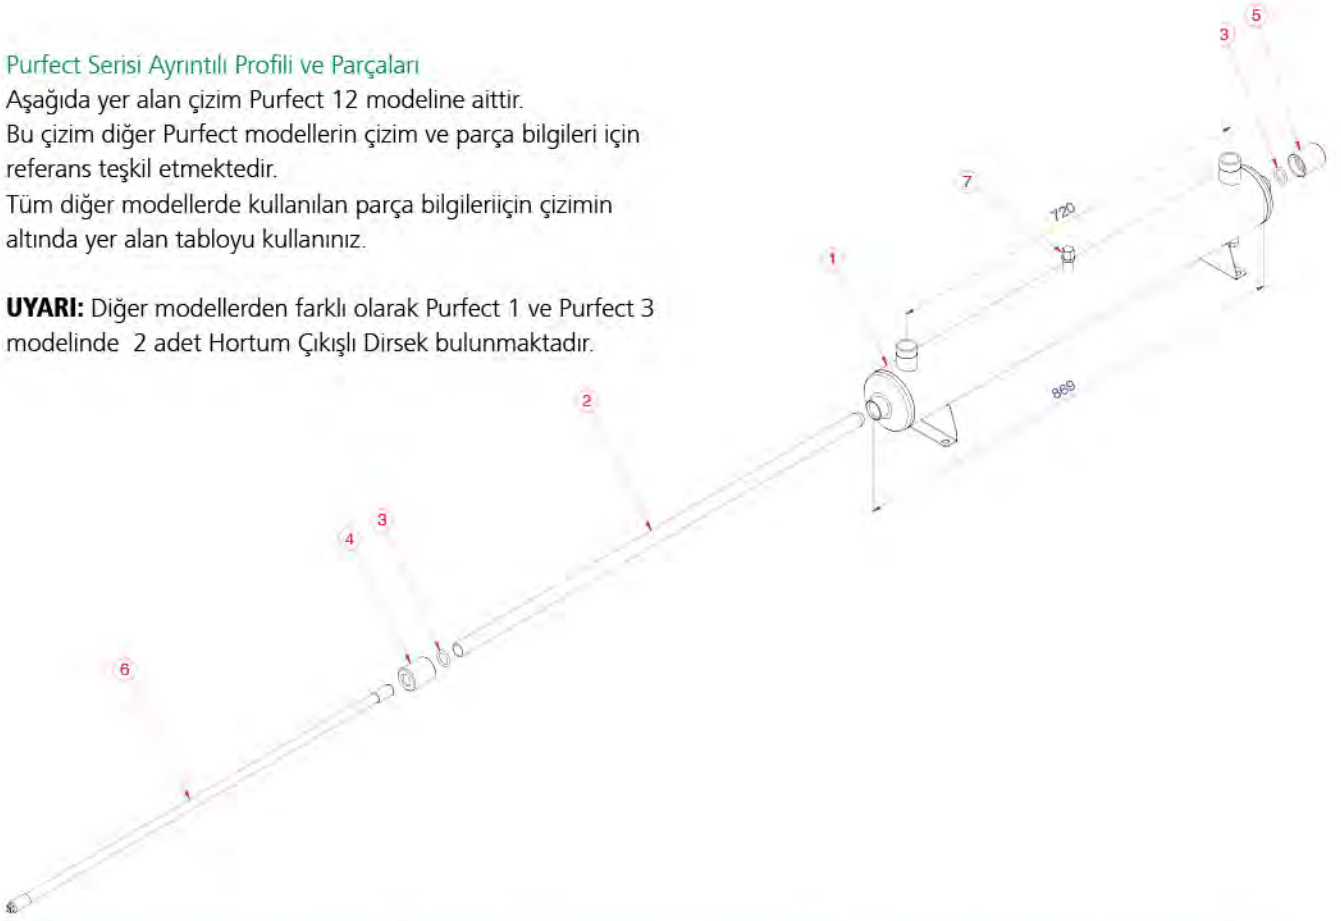 Purfect Serisi Ayrıntılı Profili ve Parçaları
Aşağıda yer alan çizim Purfect 12 modeline aittir.
Bu çizim diğer Purfect modellerin çizim ve parça bilgileri için
referans teşkil etmektedir.
Tüm diğer modellerde kullanılan parça bilgileriiçin çizimin
altında yer alan tabloyu kullanınız.
UYARI: Diğer modellerden farklı olarak Purfect 1 ve Purfect 3
modelinde 2 adet Hortum Çıkışlı Dirsek bulunmaktadır.
5
3
7
720
1
869
2
3
4
6